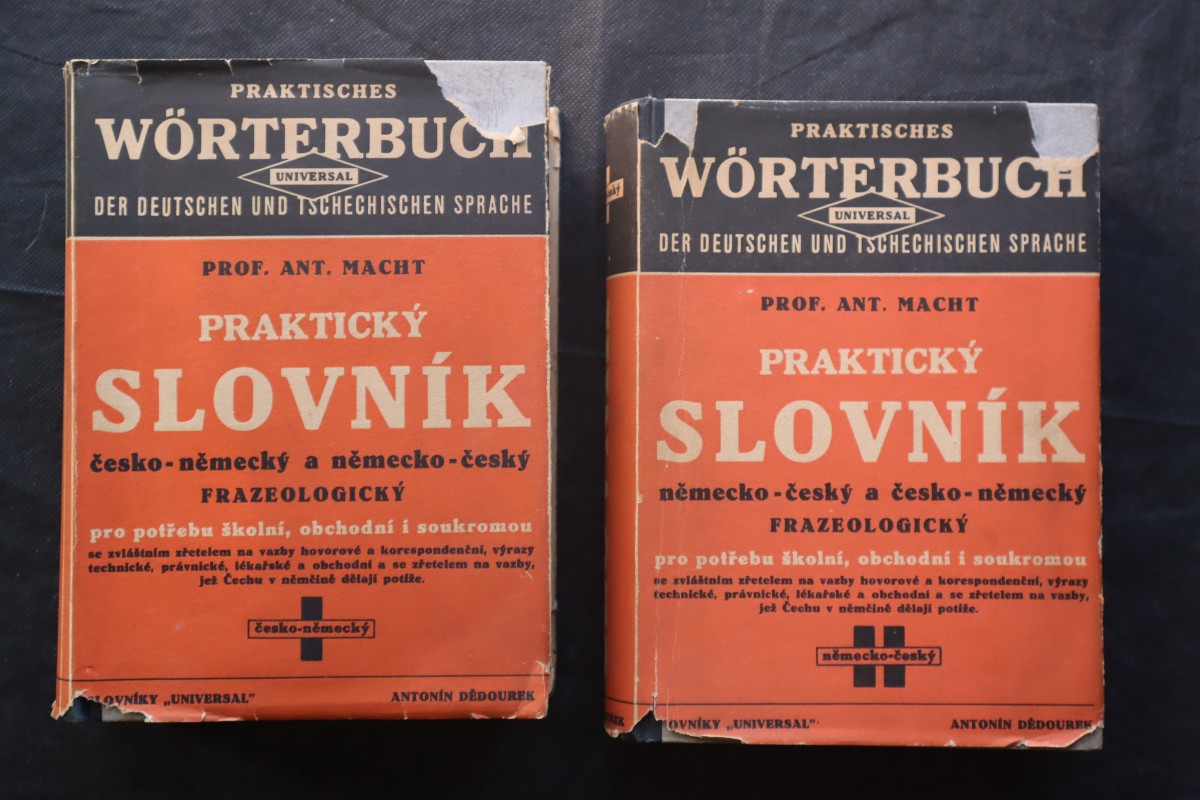 PRAKTISCHES
WÖRTERBUCH
UNIVERSAL
DER DEUTSCHEN UND TSCHECHISCHEN SPRACHE
PROF. ANT. MACHT
PRAKTICKÝ
SLOVNÍK
česko-německý a německo-český
FRAZEOLOGICKÝ
pro potřebu školní, obchodní i soukromou
se zvláštním zřetelem na vazby hovorové a korespondenční, výrazy
technické, právnické, lékařské a obchodní a se zřetelem na vazby,
jež Čechu v němčině dělají potíže.
česko-německý
SLOVNÍKY „UNIVERSAL"
ANTONÍN DĚDOUREK
PRAKTISCHES
WÖRTERBUCH
UNIVERSAL
DER DEUTSCHEN UND TSCHECHISCHEN SPRACHE
PROF. ANT. MACHT
PRAKTICKÝ
SLOVNÍK
německo-český a česko-německý
FRAZEOLOGICKÝ
pro potřebu školní, obchodní i soukromou
se zvláštním zřetelem na vazby hovorové a korespondenční, výrazy
technické, právnické, lékařské a obchodní a se zřetelem na vazby,
jež Čechu v němčině dělají potíže.
německo-český
SLOVNÍKY „UNIVERSAL"
ANTONÍN DĚDOUREK